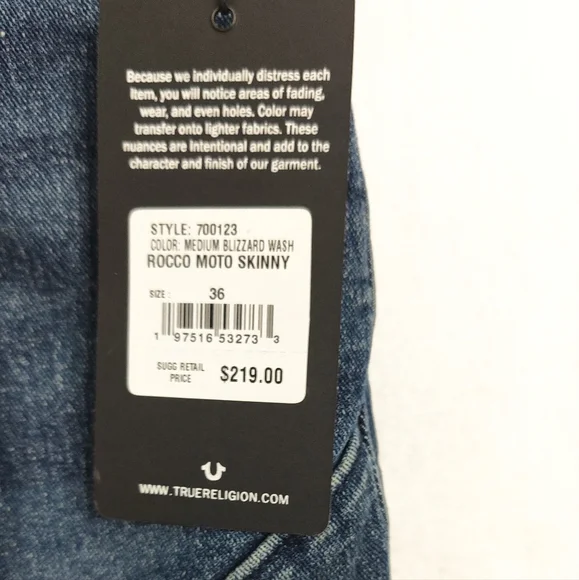 Because we individually distress each
item, you will notice areas of fading,
wear, and even holes. Color may
transfer onto lighter fabrics. These
nuances are intentional and add to the
character and finish of our garment.
STYLE: 700123
COLOR: MEDIUM BLIZZARD WASH
ROCCO MOTO SKINNY
SIZE: 36
1 97516 53273 3
SUGG RETAIL
PRICE $219.00
WWW.TRUERELIGION.COM